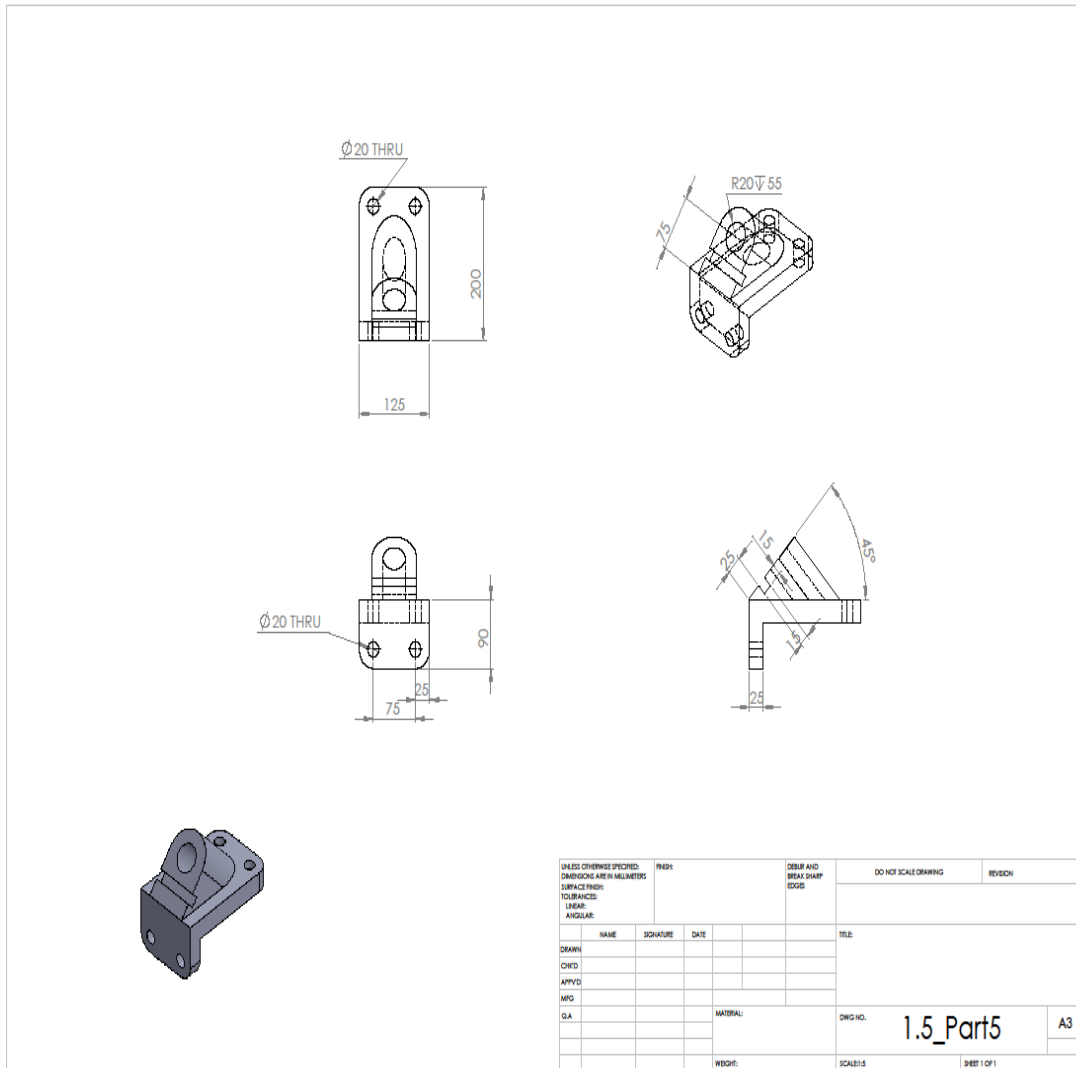 Ø20 THRU
200
125
R20↧55
75
Ø20 THRU
90
25
75
45°
15
25
15
25
UNLESS OTHERWISE SPECIFIED:
DIMENSIONS ARE IN MILLIMETERS
SURFACE FINISH:
TOLERANCES:
LINEAR:
ANGULAR:
FINISH:
DEBUR AND
BREAK SHARP
EDGES
DO NOT SCALE DRAWING
REVISION
NAME
SIGNATURE
DATE
TITLE:
DRAWN
CHK'D
APPV'D
MFG
Q.A
MATERIAL:
DWG NO.
1.5_Part5
A3
WEIGHT:
SCALE:1:5
SHEET 1 OF 1